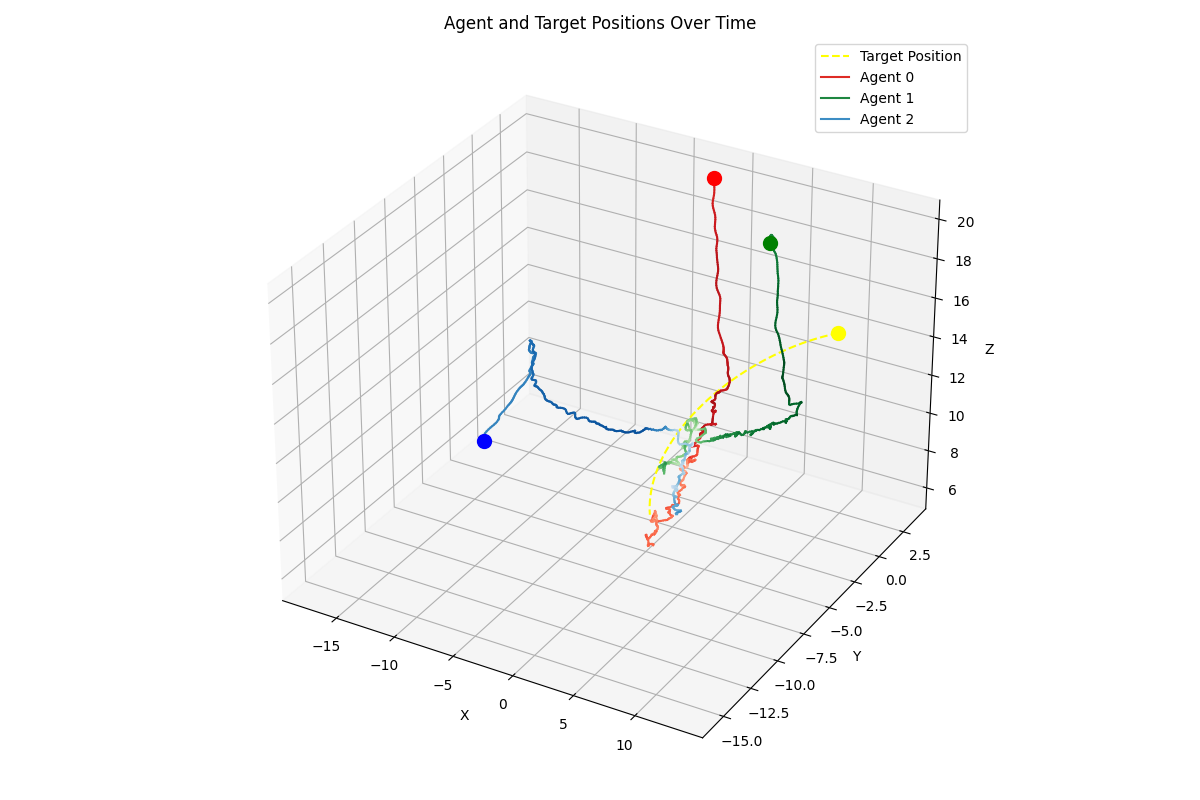 Agent and Target Positions Over Time
Target Position
Agent 0
Agent 1
Agent 2
20
18
16
14
12
10
8
6
Z
2.5
0.0
−2.5
−5.0
−7.5
−10.0
−12.5
−15.0
Y
−15
−10
−5
0
5
10
X